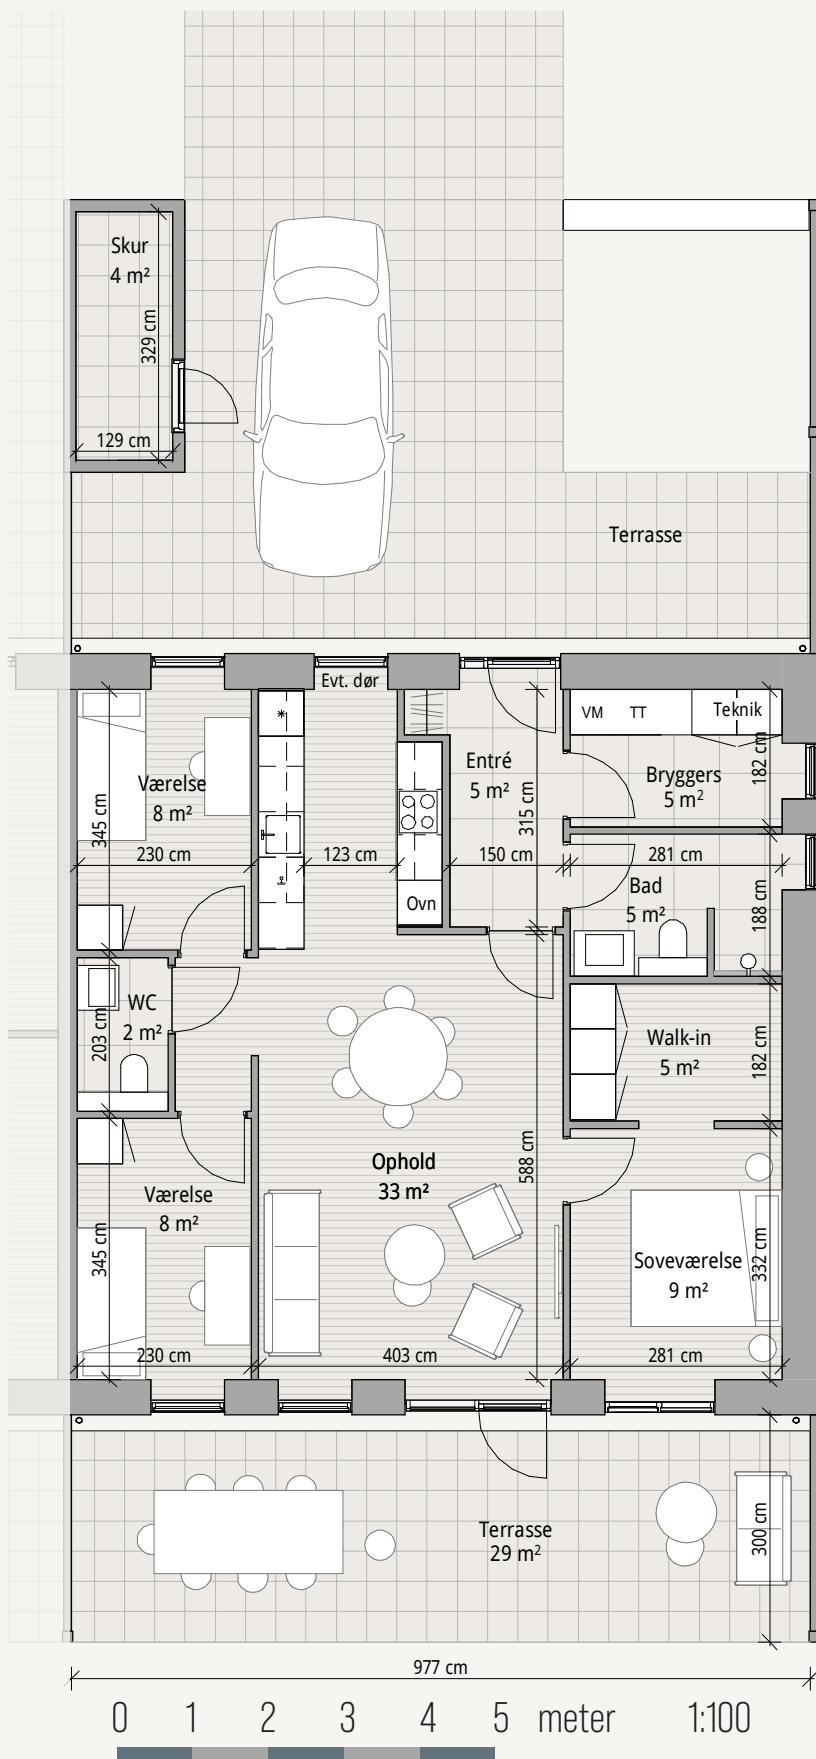 Skur
4 m²
329 cm
129 cm
Terrasse
Evt. dør
VM
TT
Teknik
Entré
5 m²
Bryggers
5 m²
182 cm
Værelse
8 m²
345 cm
315 cm
230 cm
123 cm
150 cm
281 cm
Bad
5 m²
188 cm
Ovn
WC
2 m²
203 cm
Walk-in
5 m²
182 cm
Ophold
33 m²
588 cm
Værelse
8 m²
345 cm
Soveværelse
9 m²
332 cm
230 cm
403 cm
281 cm
Terrasse
29 m²
300 cm
977 cm
0 1 2 3 4 5 meter 1:100